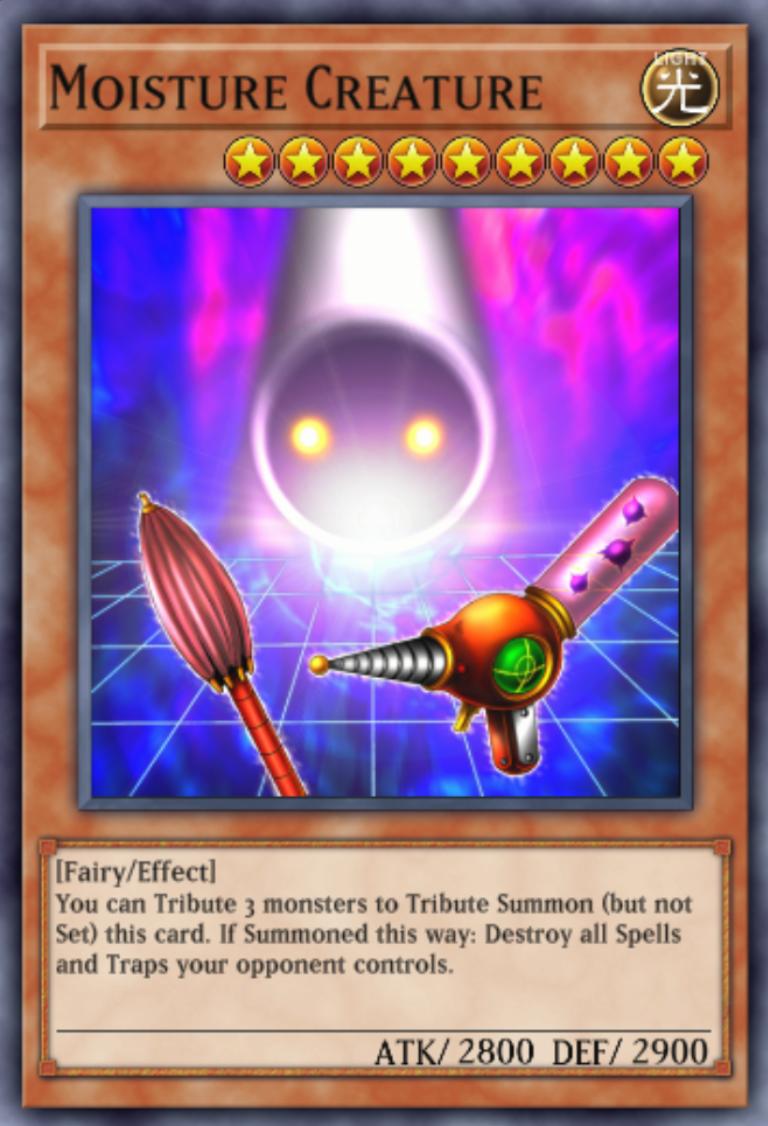 MOISTURE CREATURE
LIGHT
光
[Fairy/Effect]
You can Tribute 3 monsters to Tribute Summon (but not
Set) this card. If Summoned this way: Destroy all Spells
and Traps your opponent controls.
ATK/ 2800 DEF/ 2900